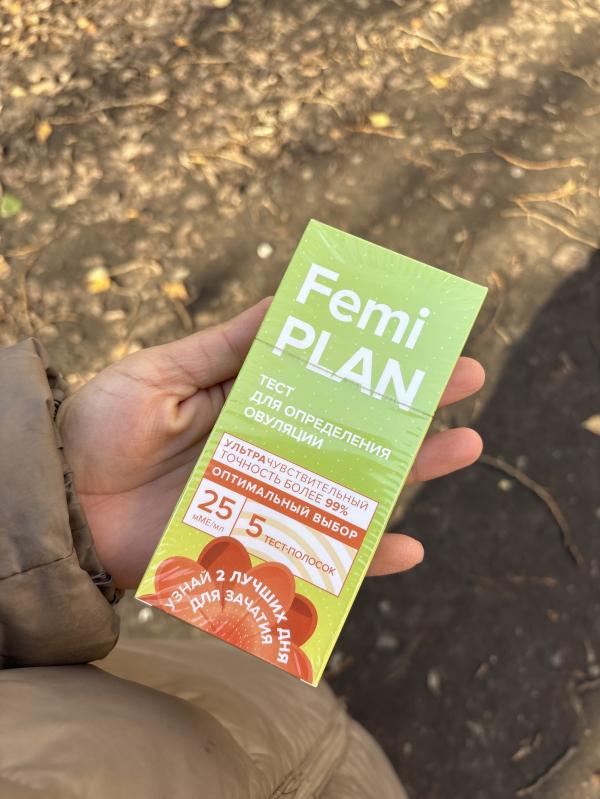 Femi
PLAN
ТЕСТ
ДЛЯ ОПРЕДЕЛЕНИЯ
ОВУЛЯЦИИ
УЛЬТРАЧУВСТВИТЕЛЬНЫЙ
ТОЧНОСТЬ БОЛЕЕ 99%
ОПТИМАЛЬНЫЙ ВЫБОР
25
мМЕ/мл
5 ТЕСТ-ПОЛОСОК
УЗНАЙ 2 ЛУЧШИХ ДНЯ
ДЛЯ ЗАЧАТИЯ